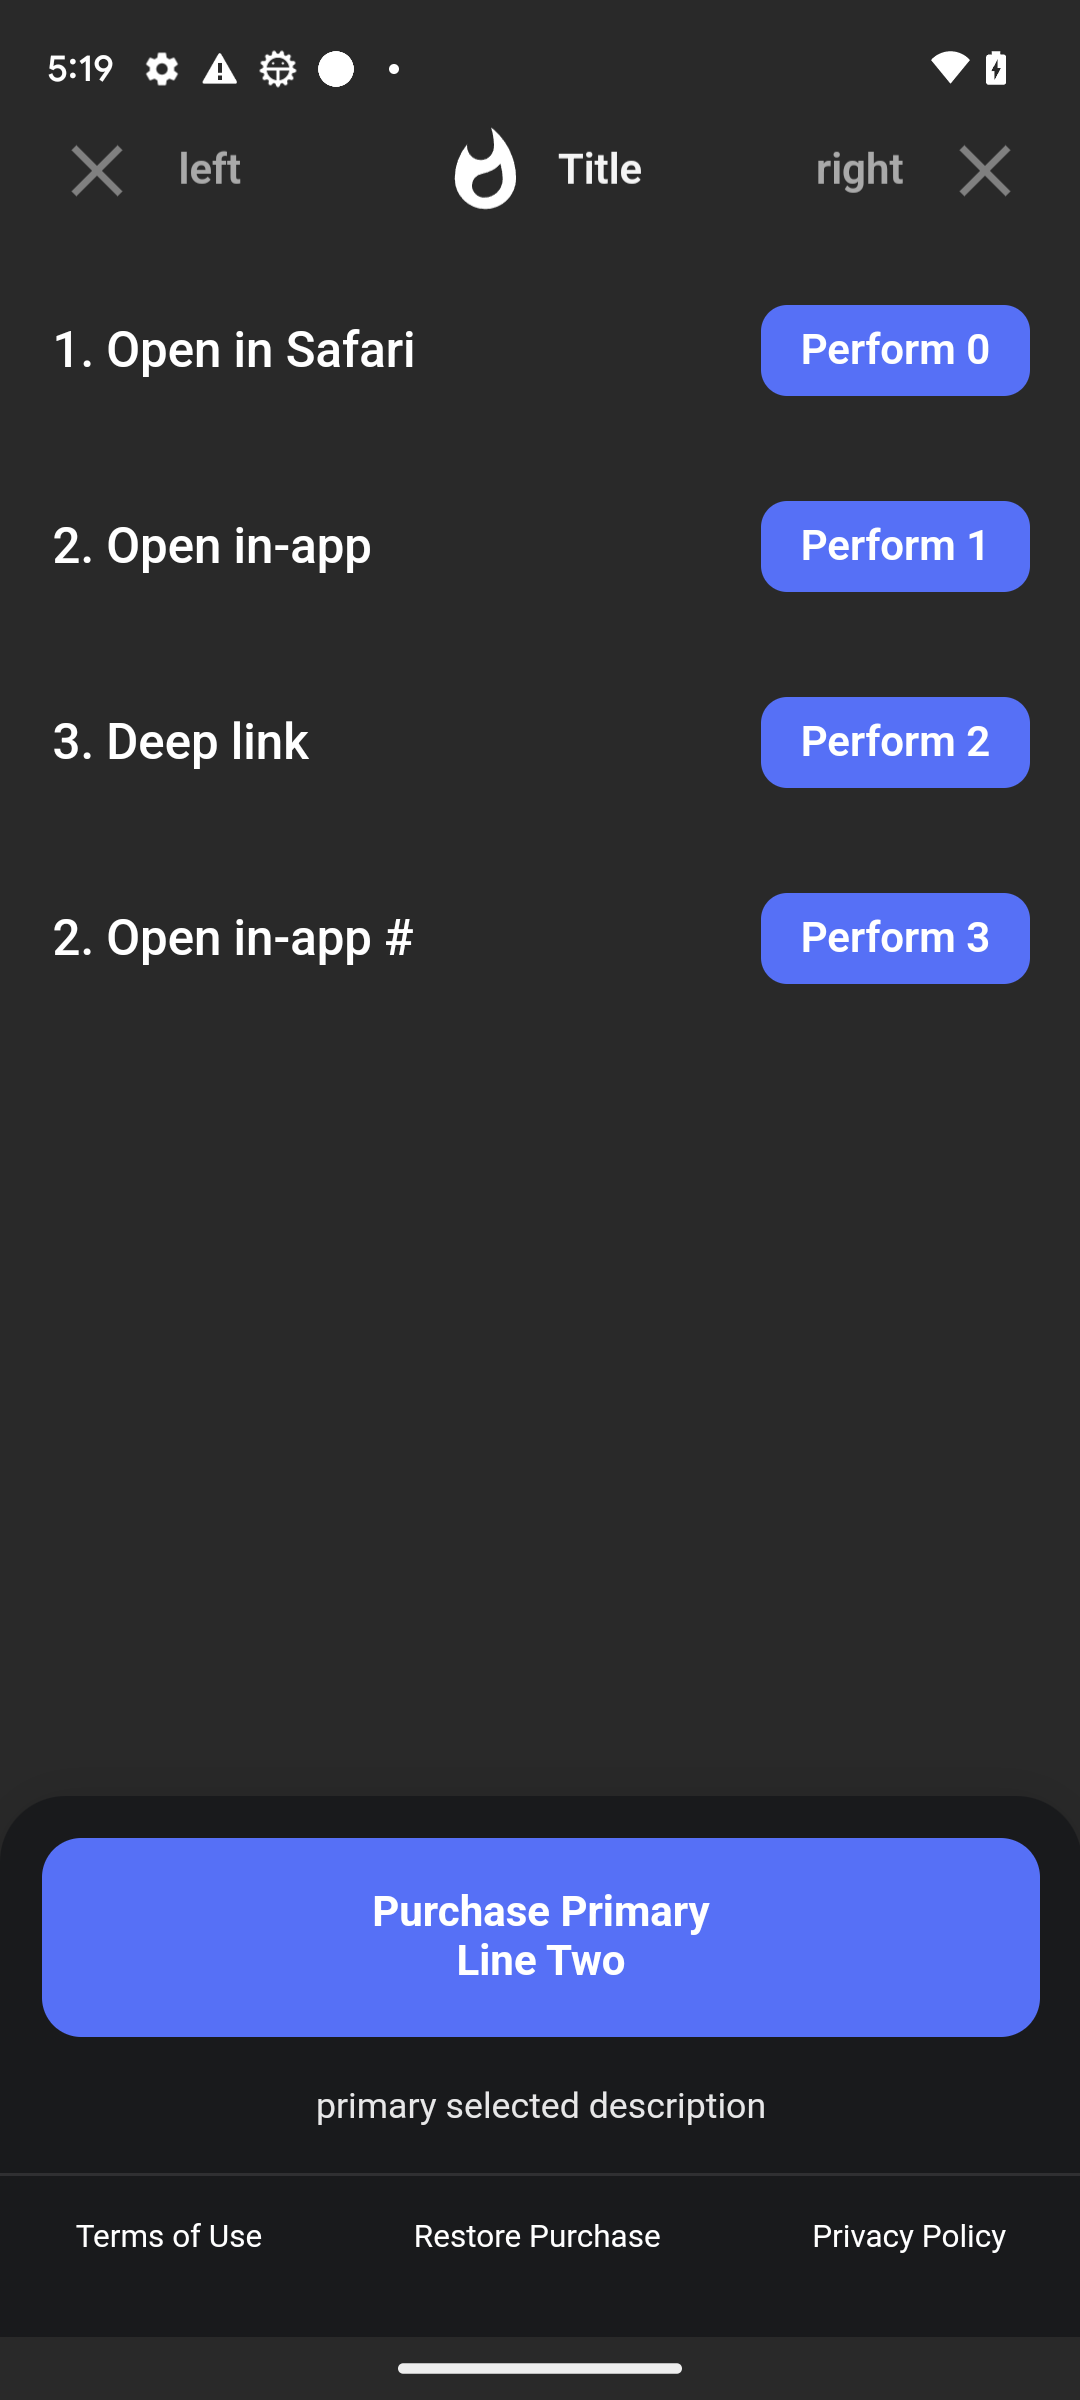 5:19
left Title right
1. Open in Safari Perform 0
2. Open in-app Perform 1
3. Deep link Perform 2
2. Open in-app # Perform 3
Purchase Primary
Line Two
primary selected description
Terms of Use Restore Purchase Privacy Policy